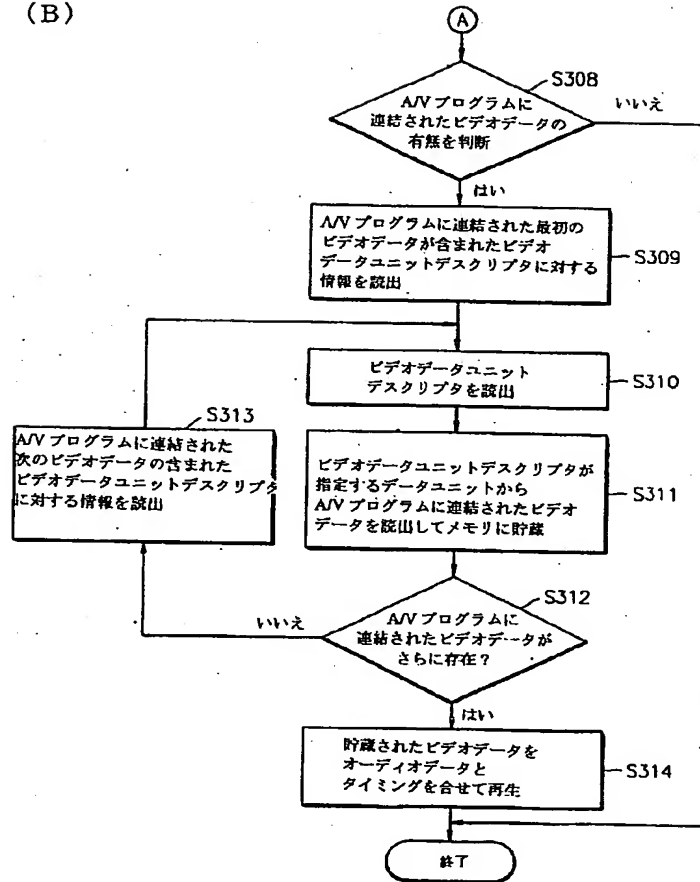 (B)
A
S308
A/Vプログラムに
連結されたビデオデータの
有無を判断
いいえ
はい
A/Vプログラムに連結された最初の
ビデオデータが含まれたビデオ
データユニットデスクリプタに対する
情報を読出
S309
ビデオデータユニット
デスクリプタを読出
S310
S313
A/Vプログラムに連結された
次のビデオデータの含まれた
ビデオデータユニットデスクリプタ
に対する情報を読出
ビデオデータユニットデスクリプタが
指定するデータユニットから
A/Vプログラムに連結されたビデオ
データを読出してメモリに貯蔵
S311
S312
A/Vプログラムに
連結されたビデオデータが
さらに存在?
いいえ
はい
貯蔵されたビデオデータを
オーディオデータと
タイミングを合せて再生
S314
終了